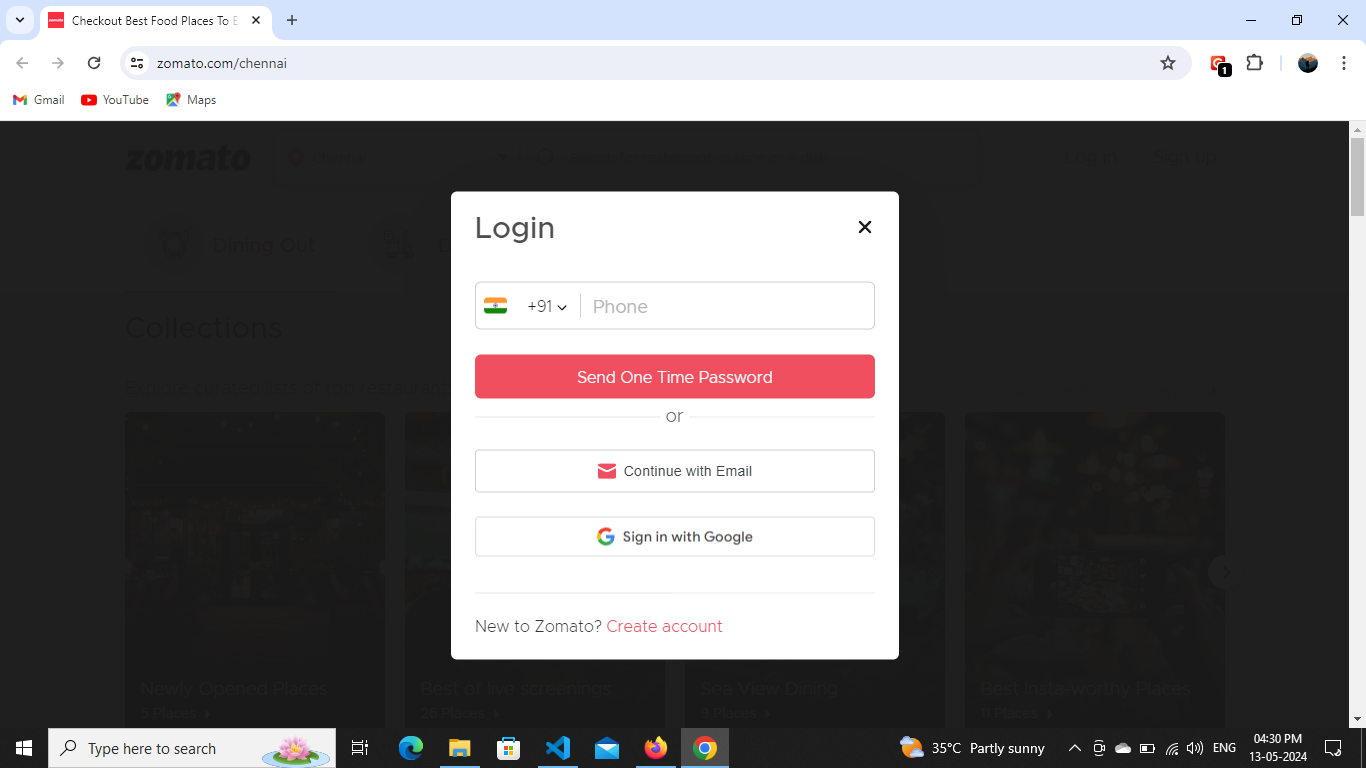 Checkout Best Food Places To E
zomato.com/chennai
1
Gmail
YouTube
Maps
zomato
Chennai
Log in
Sign up
Dining Out
Collections
Login
+91
Phone
Send One Time Password
or
Continue with Email
Sign in with Google
New to Zomato? Create account
Newly Opened Places
5 Places
Best of live screenings
26 Places
Sea View Dining
9 Places
Best Insta-worthy Places
11 Places
Type here to search
35°C Partly sunny
ENG
04:30 PM
13-05-2024